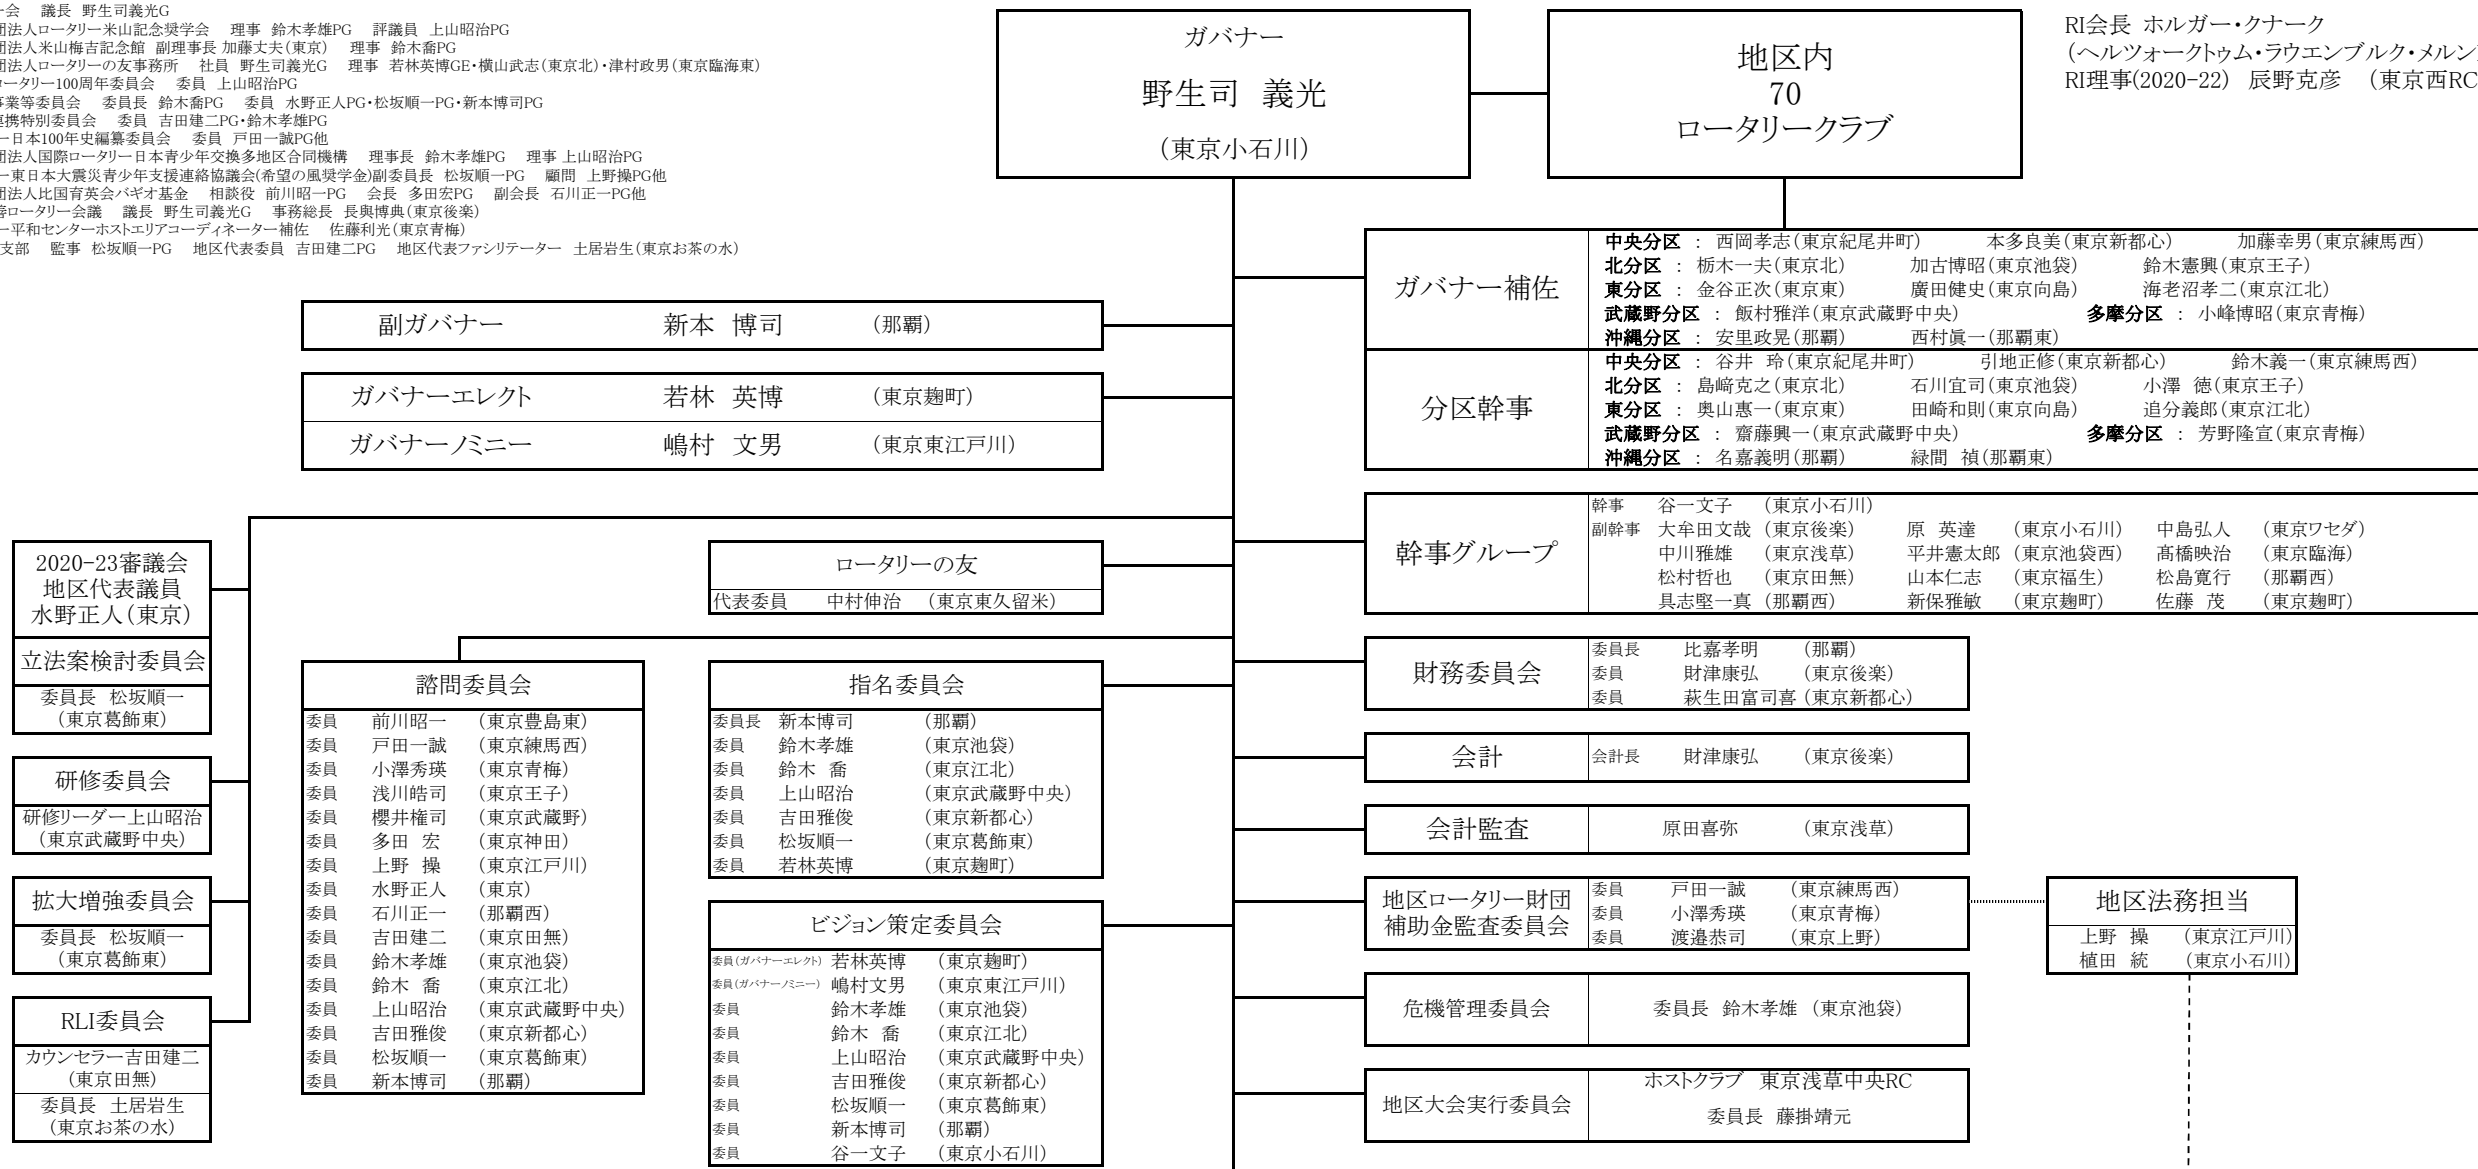 一会　議長 野生司義光G
団法人ロータリー米山記念奨学会　理事 鈴木孝雄PG　評議員 上山昭治PG
団法人米山梅吉記念館 副理事長 加藤丈夫(東京)　理事 鈴木喬PG
団法人ロータリーの友事務所　社員 野生司義光G　理事 若林英博GE・横山武志(東京北)・津村政男(東京臨海東)
ロータリー100周年委員会　委員 上山昭治PG
事業等委員会　委員長 鈴木喬PG　委員 水野正人PG・松坂順一PG・新本博司PG
連携特別委員会　委員 吉田建二PG・鈴木孝雄PG
ー日本100年史編纂委員会　委員 戸田一誠PG他
団法人国際ロータリー日本青少年交換多地区合同機構　理事長 鈴木孝雄PG　理事 上山昭治PG
ー東日本大震災青少年支援連絡協議会(希望の風奨学金)副委員長 松坂順一PG　顧問 上野操PG他
団法人比国育英会バギオ基金　相談役 前川昭一PG　会長 多田宏PG　副会長 石川正一PG他
善ロータリー会議　議長 野生司義光G　事務総長 長與博典(東京後楽)
ー平和センターホストエリアコーディネーター補佐　佐藤利光(東京青梅)
支部　監事 松坂順一PG　地区代表委員 吉田建二PG　地区代表ファシリテーター 土居岩生(東京お茶の水)
ガバナー
野生司　義光
(東京小石川)
地区内
70
ロータリークラブ
RI会長 ホルガー・クナーク
(ヘルツォークトゥム・ラウエンブルク・メルン
RI理事(2020-22)　辰野克彦　(東京西RC
ガバナー補佐
中央分区 ： 西岡孝志(東京紀尾井町)　本多良美(東京新都心)　加藤幸男(東京練馬西)
北分区 ： 栃木一夫(東京北)　加古博昭(東京池袋)　鈴木憲興(東京王子)
東分区 ： 金谷正次(東京東)　廣田健史(東京向島)　海老沼孝二(東京江北)
武蔵野分区 ： 飯村雅洋(東京武蔵野中央)　多摩分区 ： 小峰博昭(東京青梅)
沖縄分区 ： 安里政晃(那覇)　西村眞一(那覇東)
分区幹事
中央分区 ： 谷井 玲(東京紀尾井町)　引地正修(東京新都心)　鈴木義一(東京練馬西)
北分区 ： 島﨑克之(東京北)　石川宜司(東京池袋)　小澤 徳(東京王子)
東分区 ： 奥山惠一(東京東)　田崎和則(東京向島)　追分義郎(東京江北)
武蔵野分区 ： 齋藤興一(東京武蔵野中央)　多摩分区 ： 芳野隆宣(東京青梅)
沖縄分区 ： 名嘉義明(那覇)　緑間 禎(那覇東)
副ガバナー　新本 博司　(那覇)
ガバナーエレクト　若林 英博　(東京麹町)
ガバナーノミニー　嶋村 文男　(東京東江戸川)
幹事グループ
幹事　谷一文子　(東京小石川)
副幹事　大牟田文哉 (東京後楽)　原 英達 (東京小石川)　中島弘人 (東京ワセダ)
中川雅雄 (東京浅草)　平井憲太郎 (東京池袋西)　髙橋映治 (東京臨海)
松村哲也 (東京田無)　山本仁志 (東京福生)　松島寛行 (那覇西)
具志堅一真 (那覇西)　新保雅敏 (東京麹町)　佐藤 茂 (東京麹町)
2020-23審議会
地区代表議員
水野正人(東京)
立法案検討委員会
委員長 松坂順一
(東京葛飾東)
研修委員会
研修リーダー上山昭治
(東京武蔵野中央)
拡大増強委員会
委員長 松坂順一
(東京葛飾東)
RLI委員会
カウンセラー吉田建二
(東京田無)
委員長 土居岩生
(東京お茶の水)
ロータリーの友
代表委員　中村伸治　(東京東久留米)
諮問委員会
委員　前川昭一　(東京豊島東)
委員　戸田一誠　(東京練馬西)
委員　小澤秀瑛　(東京青梅)
委員　浅川皓司　(東京王子)
委員　櫻井権司　(東京武蔵野)
委員　多田 宏　(東京神田)
委員　上野 操　(東京江戸川)
委員　水野正人　(東京)
委員　石川正一　(那覇西)
委員　吉田建二　(東京田無)
委員　鈴木孝雄　(東京池袋)
委員　鈴木 喬　(東京江北)
委員　上山昭治　(東京武蔵野中央)
委員　吉田雅俊　(東京新都心)
委員　松坂順一　(東京葛飾東)
委員　新本博司　(那覇)
指名委員会
委員長　新本博司　(那覇)
委員　鈴木孝雄　(東京池袋)
委員　鈴木 喬　(東京江北)
委員　上山昭治　(東京武蔵野中央)
委員　吉田雅俊　(東京新都心)
委員　松坂順一　(東京葛飾東)
委員　若林英博　(東京麹町)
ビジョン策定委員会
委員(ガバナーエレクト)　若林英博　(東京麹町)
委員(ガバナーノミニー)　嶋村文男　(東京東江戸川)
委員　鈴木孝雄　(東京池袋)
委員　鈴木 喬　(東京江北)
委員　上山昭治　(東京武蔵野中央)
委員　吉田雅俊　(東京新都心)
委員　松坂順一　(東京葛飾東)
委員　新本博司　(那覇)
委員　谷一文子　(東京小石川)
財務委員会
委員長　比嘉孝明　(那覇)
委員　財津康弘　(東京後楽)
委員　萩生田富司喜 (東京新都心)
会計
会計長　財津康弘　(東京後楽)
会計監査
原田喜弥　(東京浅草)
地区ロータリー財団
補助金監査委員会
委員　戸田一誠　(東京練馬西)
委員　小澤秀瑛　(東京青梅)
委員　渡邉恭司　(東京上野)
地区法務担当
上野 操　(東京江戸川)
植田 統　(東京小石川)
危機管理委員会
委員長 鈴木孝雄 (東京池袋)
地区大会実行委員会
ホストクラブ　東京浅草中央RC
委員長　藤掛靖元